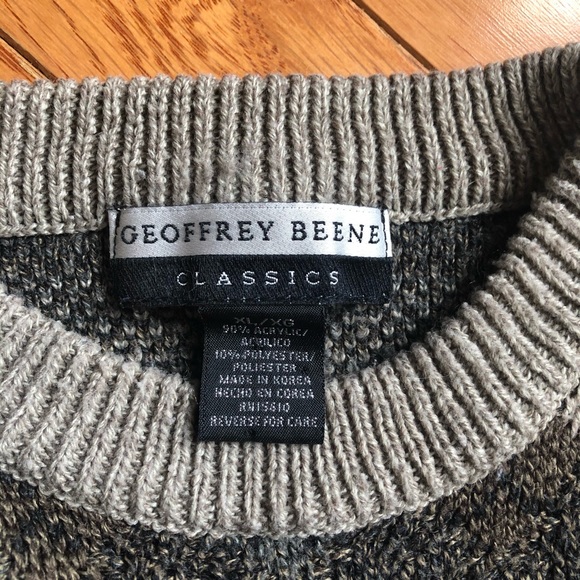 GEOFFREY BEENE
CLASSICS
XL/XG
90% ACRYLIC/
ACRILICO
10% POLYESTER/
POLIESTER
MADE IN KOREA
HECHO EN COREA
RN15610
REVERSE FOR CARE